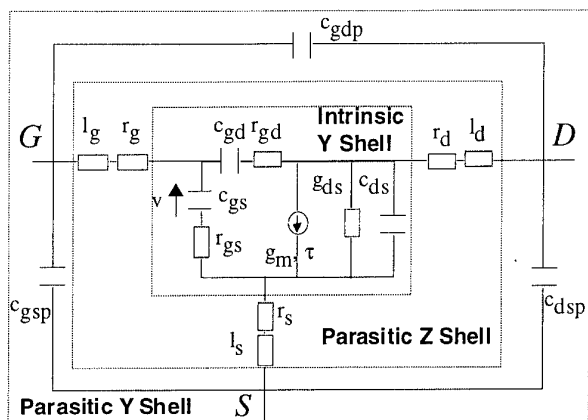 c_gdp
G
l_g r_g
c_gd r_gd
Intrinsic
Y Shell
r_d l_d
D
v
c_gs
g_ds c_ds
r_gs
g_m, τ
c_gsp
r_s
c_dsp
l_s
Parasitic Z Shell
Parasitic Y Shell
S